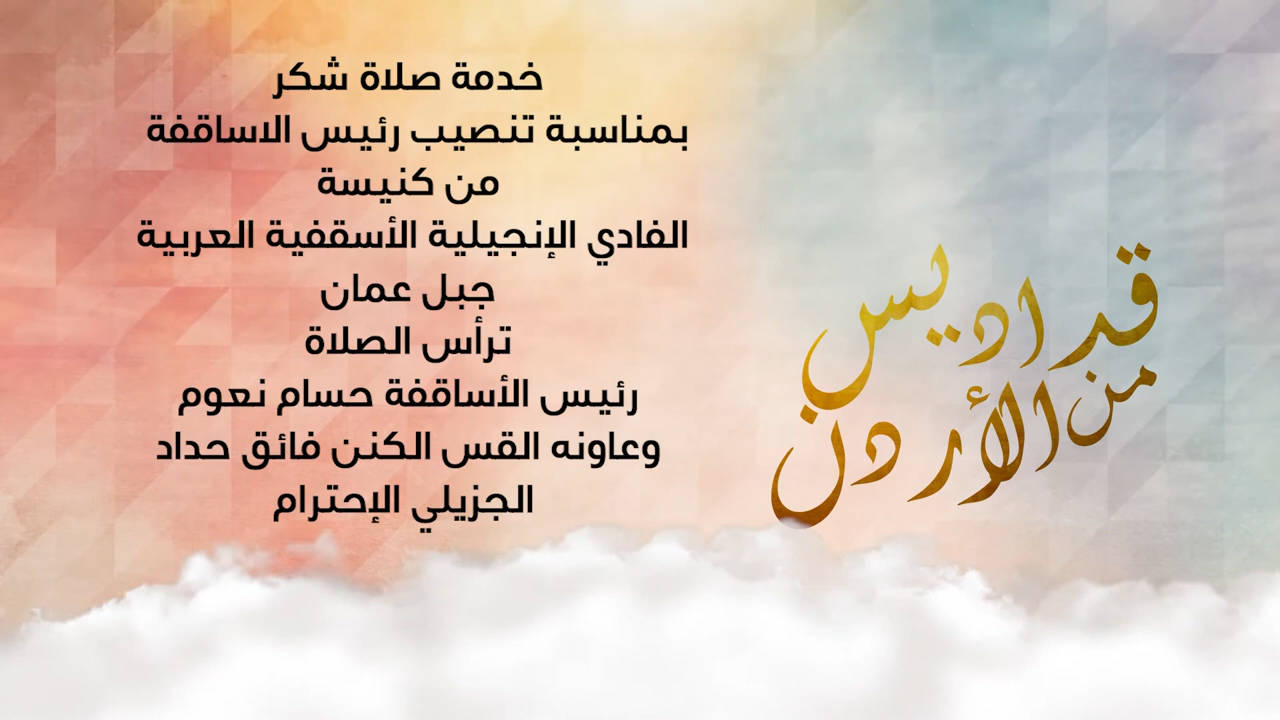 قداديس
من الأردن
خدمة صلاة شكر
بمناسبة تنصيب رئيس الاساقفة
من كنيسة
الفادي الإنجيلية الأسقفية العربية
جبل عمان
ترأس الصلاة
رئيس الأساقفة حسام نعوم
وعاونه القس الكنن فائق حداد
الجزيلي الإحترام